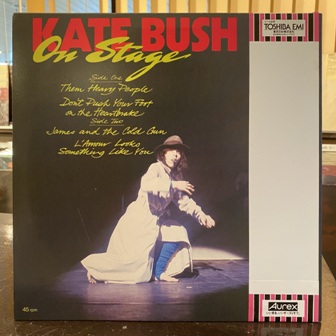 KATE BUSH
On Stage
Side One
Them Heavy People
Don't Push Your Foot
on the Heartbrake
Side Two
James and the Cold Gun
L'Amour Looks
Something Like You
45 rpm
TOSHIBA EMI
Aurex